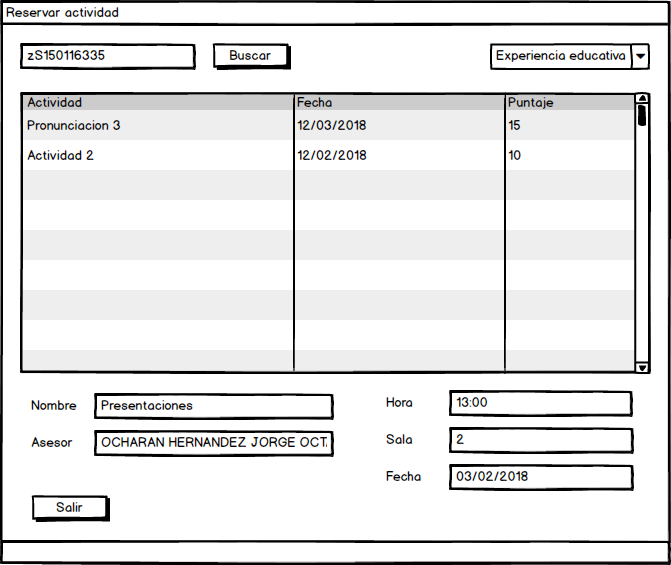 Reservar actividad
zS150116335 Buscar Experiencia educativa
Actividad Fecha Puntaje
Pronunciacion 3 12/03/2018 15
Actividad 2 12/02/2018 10
Nombre Presentaciones
Asesor OCHARAN HERNANDEZ JORGE OCT
Hora 13:00
Sala 2
Fecha 03/02/2018
Salir